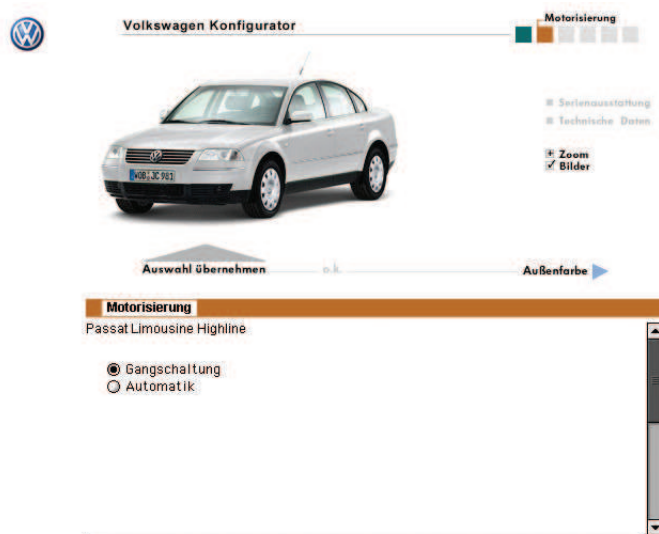 Motorisierung
Volkswagen Konfigurator
Serienausstattung
Technische Daten
Zoom
Bilder
WOB:JC 981
Auswahl übernehmen
o.k.
Außenfarbe
Motorisierung
Passat Limousine Highline
Gangschaltung
Automatik